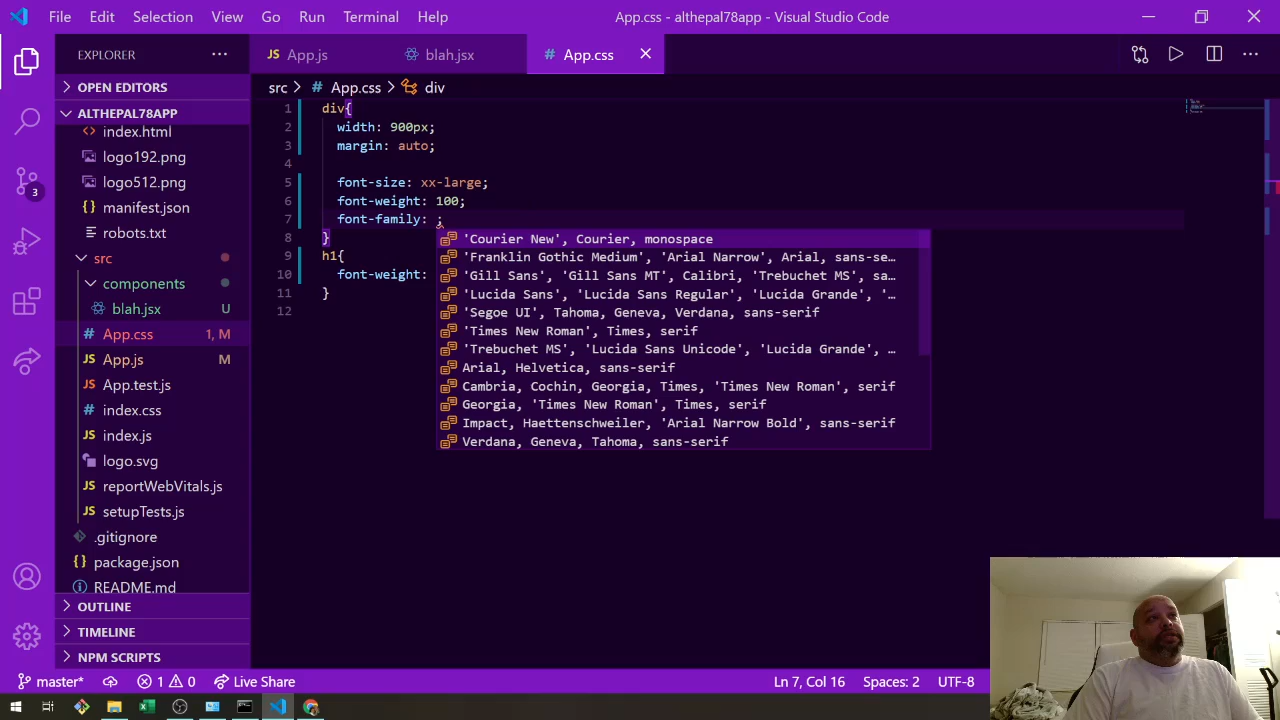 File Edit Selection View Go Run Terminal Help App.css - althepal78app - Visual Studio Code
EXPLORER ··· JS App.js blah.jsx # App.css
OPEN EDITORS
src > # App.css > div
ALTHEPAL78APP
<> index.html
logo192.png
logo512.png
{} manifest.json
robots.txt
src
components
blah.jsx U
# App.css 1, M
JS App.js M
JS App.test.js
# index.css
JS index.js
logo.svg
JS reportWebVitals.js
JS setupTests.js
.gitignore
{} package.json
README.md
OUTLINE
TIMELINE
NPM SCRIPTS
3
1 div{
2 width: 900px;
3 margin: auto;
4
5 font-size: xx-large;
6 font-weight: 100;
7 font-family: ;
8 }
9 h1{
10 font-weight:
11 }
12
'Courier New', Courier, monospace
'Franklin Gothic Medium', 'Arial Narrow', Arial, sans-se…
'Gill Sans', 'Gill Sans MT', Calibri, 'Trebuchet MS', sa…
'Lucida Sans', 'Lucida Sans Regular', 'Lucida Grande', '…
'Segoe UI', Tahoma, Geneva, Verdana, sans-serif
'Times New Roman', Times, serif
'Trebuchet MS', 'Lucida Sans Unicode', 'Lucida Grande', …
Arial, Helvetica, sans-serif
Cambria, Cochin, Georgia, Times, 'Times New Roman', serif
Georgia, 'Times New Roman', Times, serif
Impact, Haettenschweiler, 'Arial Narrow Bold', sans-serif
Verdana, Geneva, Tahoma, sans-serif
master* 1 0 Live Share Ln 7, Col 16 Spaces: 2 UTF-8